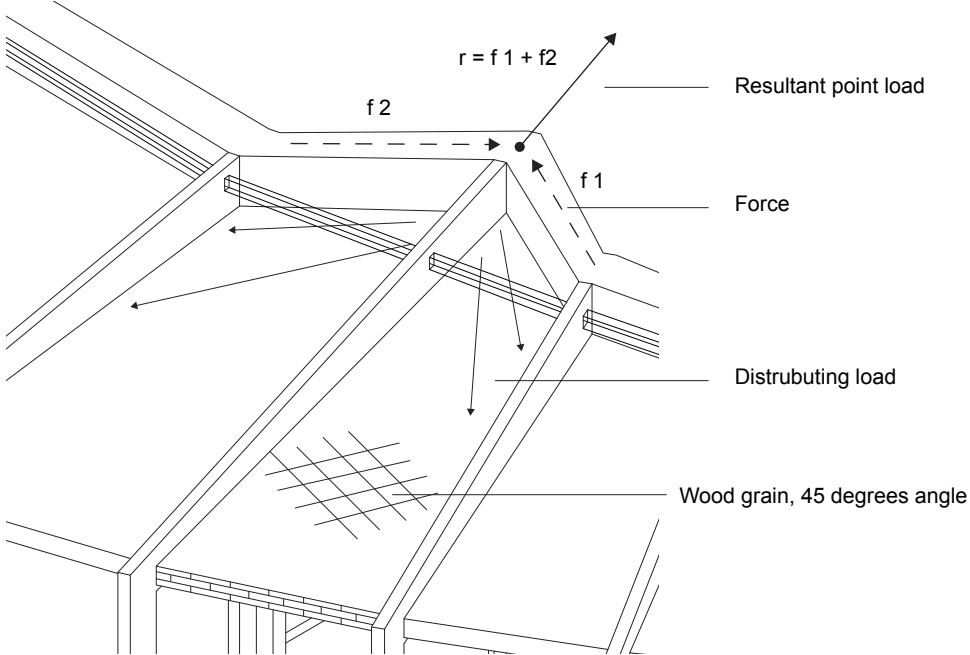 r = f 1 + f2
Resultant point load
f 2
f 1
Force
Distrubuting load
Wood grain, 45 degrees angle